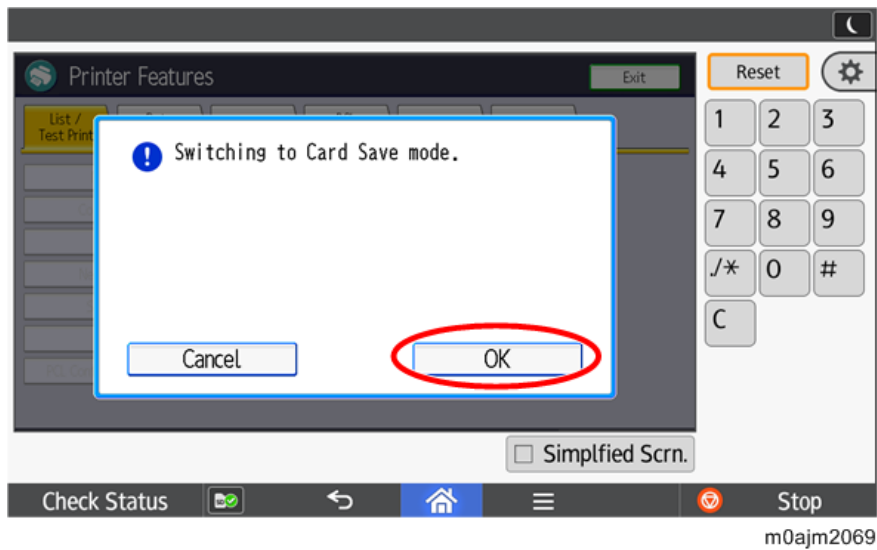 Printer Features
Exit
Reset
List /
Test Print
Switching to Card Save mode.
Cancel
OK
1
2
3
4
5
6
7
8
9
./*
0
#
C
Simplfied Scrn.
Check Status
Stop
m0ajm2069